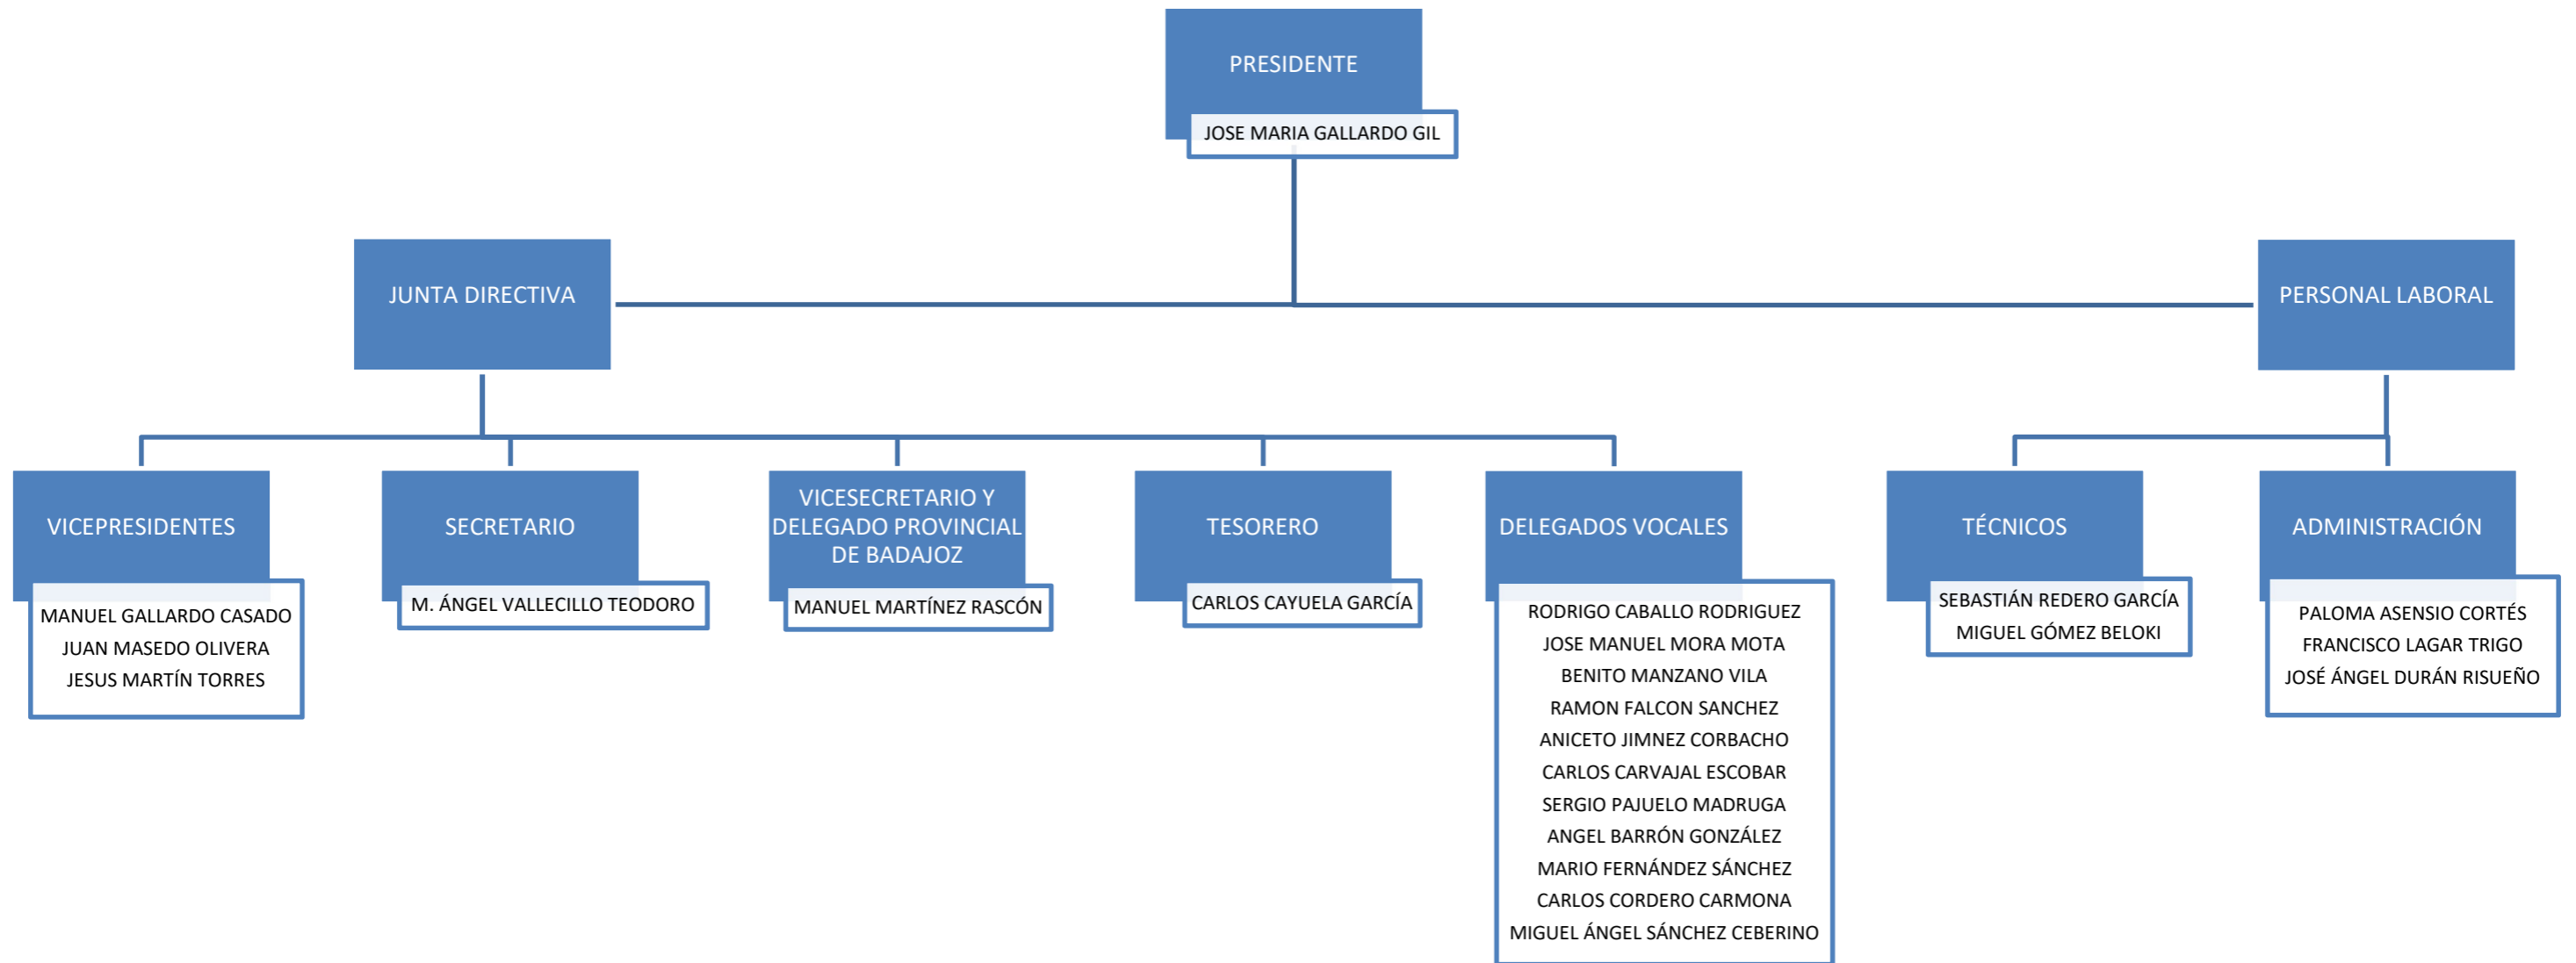 PRESIDENTE
JOSE MARIA GALLARDO GIL
JUNTA DIRECTIVA
PERSONAL LABORAL
VICEPRESIDENTES
MANUEL GALLARDO CASADO
JUAN MASEDO OLIVERA
JESUS MARTÍN TORRES
SECRETARIO
M. ÁNGEL VALLECILLO TEODORO
VICESECRETARIO Y
DELEGADO PROVINCIAL
DE BADAJOZ
MANUEL MARTÍNEZ RASCÓN
TESORERO
CARLOS CAYUELA GARCÍA
DELEGADOS VOCALES
RODRIGO CABALLO RODRIGUEZ
JOSE MANUEL MORA MOTA
BENITO MANZANO VILA
RAMON FALCON SANCHEZ
ANICETO JIMNEZ CORBACHO
CARLOS CARVAJAL ESCOBAR
SERGIO PAJUELO MADRUGA
ANGEL BARRÓN GONZÁLEZ
MARIO FERNÁNDEZ SÁNCHEZ
CARLOS CORDERO CARMONA
MIGUEL ÁNGEL SÁNCHEZ CEBERINO
TÉCNICOS
SEBASTIÁN REDERO GARCÍA
MIGUEL GÓMEZ BELOKI
ADMINISTRACIÓN
PALOMA ASENSIO CORTÉS
FRANCISCO LAGAR TRIGO
JOSÉ ÁNGEL DURÁN RISUEÑO